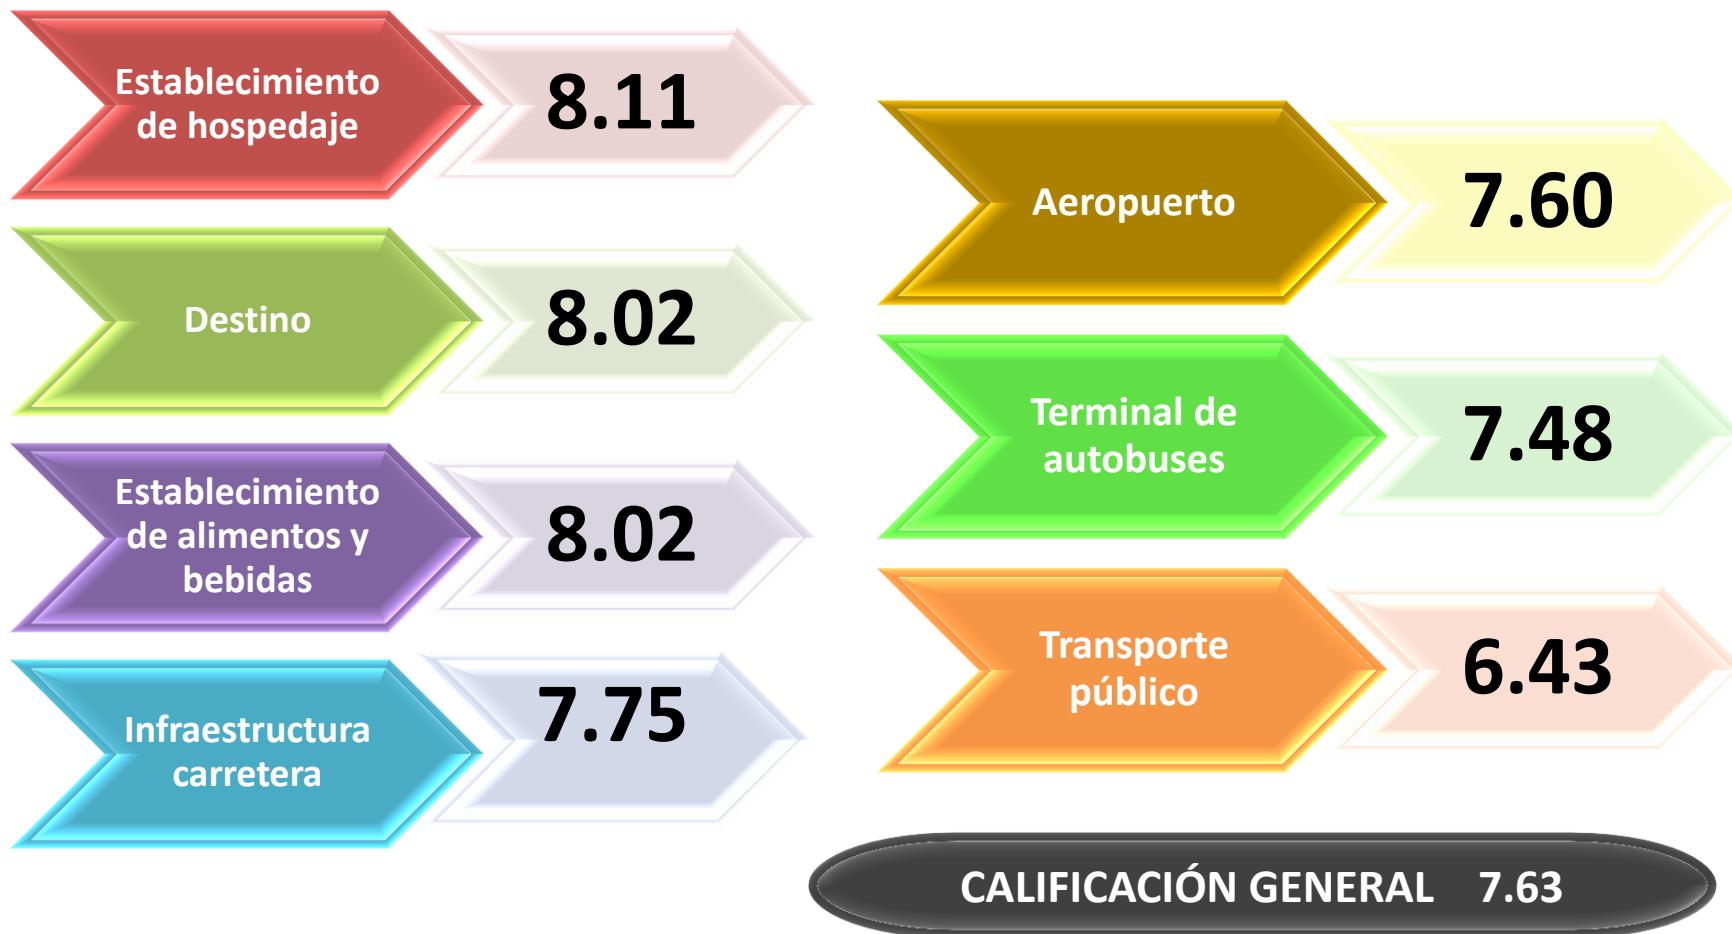 Establecimiento
de hospedaje
8.11
Destino
8.02
Establecimiento
de alimentos y
bebidas
8.02
Infraestructura
carretera
7.75
Aeropuerto
7.60
Terminal de
autobuses
7.48
Transporte
público
6.43
CALIFICACIÓN GENERAL 7.63